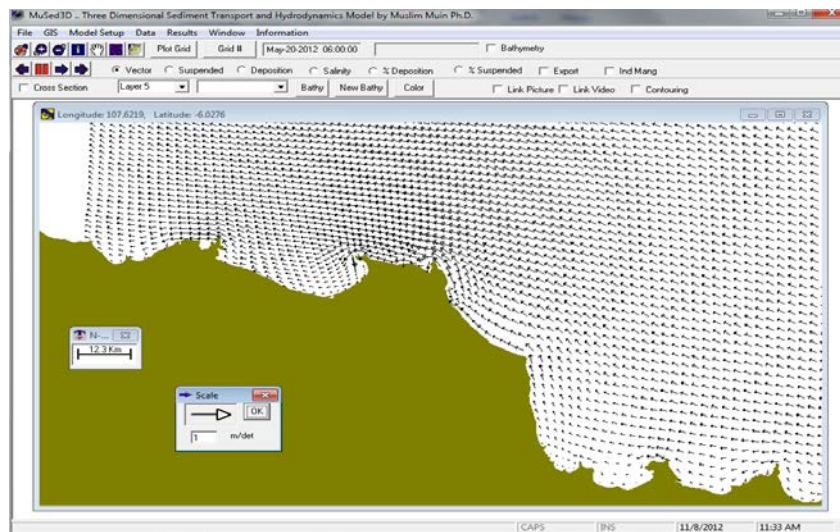 MuSed3D .. Three Dimensional Sediment Transport and Hydrodynamics Model by Muslim Muin Ph.D.
File GIS Model Setup Data Results Window Information
Plot Grid Grid # May-20-2012 06:00:00 Bathymetry
Vector Suspended Deposition Salinity % Deposition % Suspended Export Ind Mang
Cross Section Layer 5 Bathy New Bathy Color Link Picture Link Video Contouring
Longitude: 107.6219, Latitude: -6.0276
N-...
12.3 Km
Scale
OK
1 m/det
CAPS INS 11/8/2012 11:33 AM